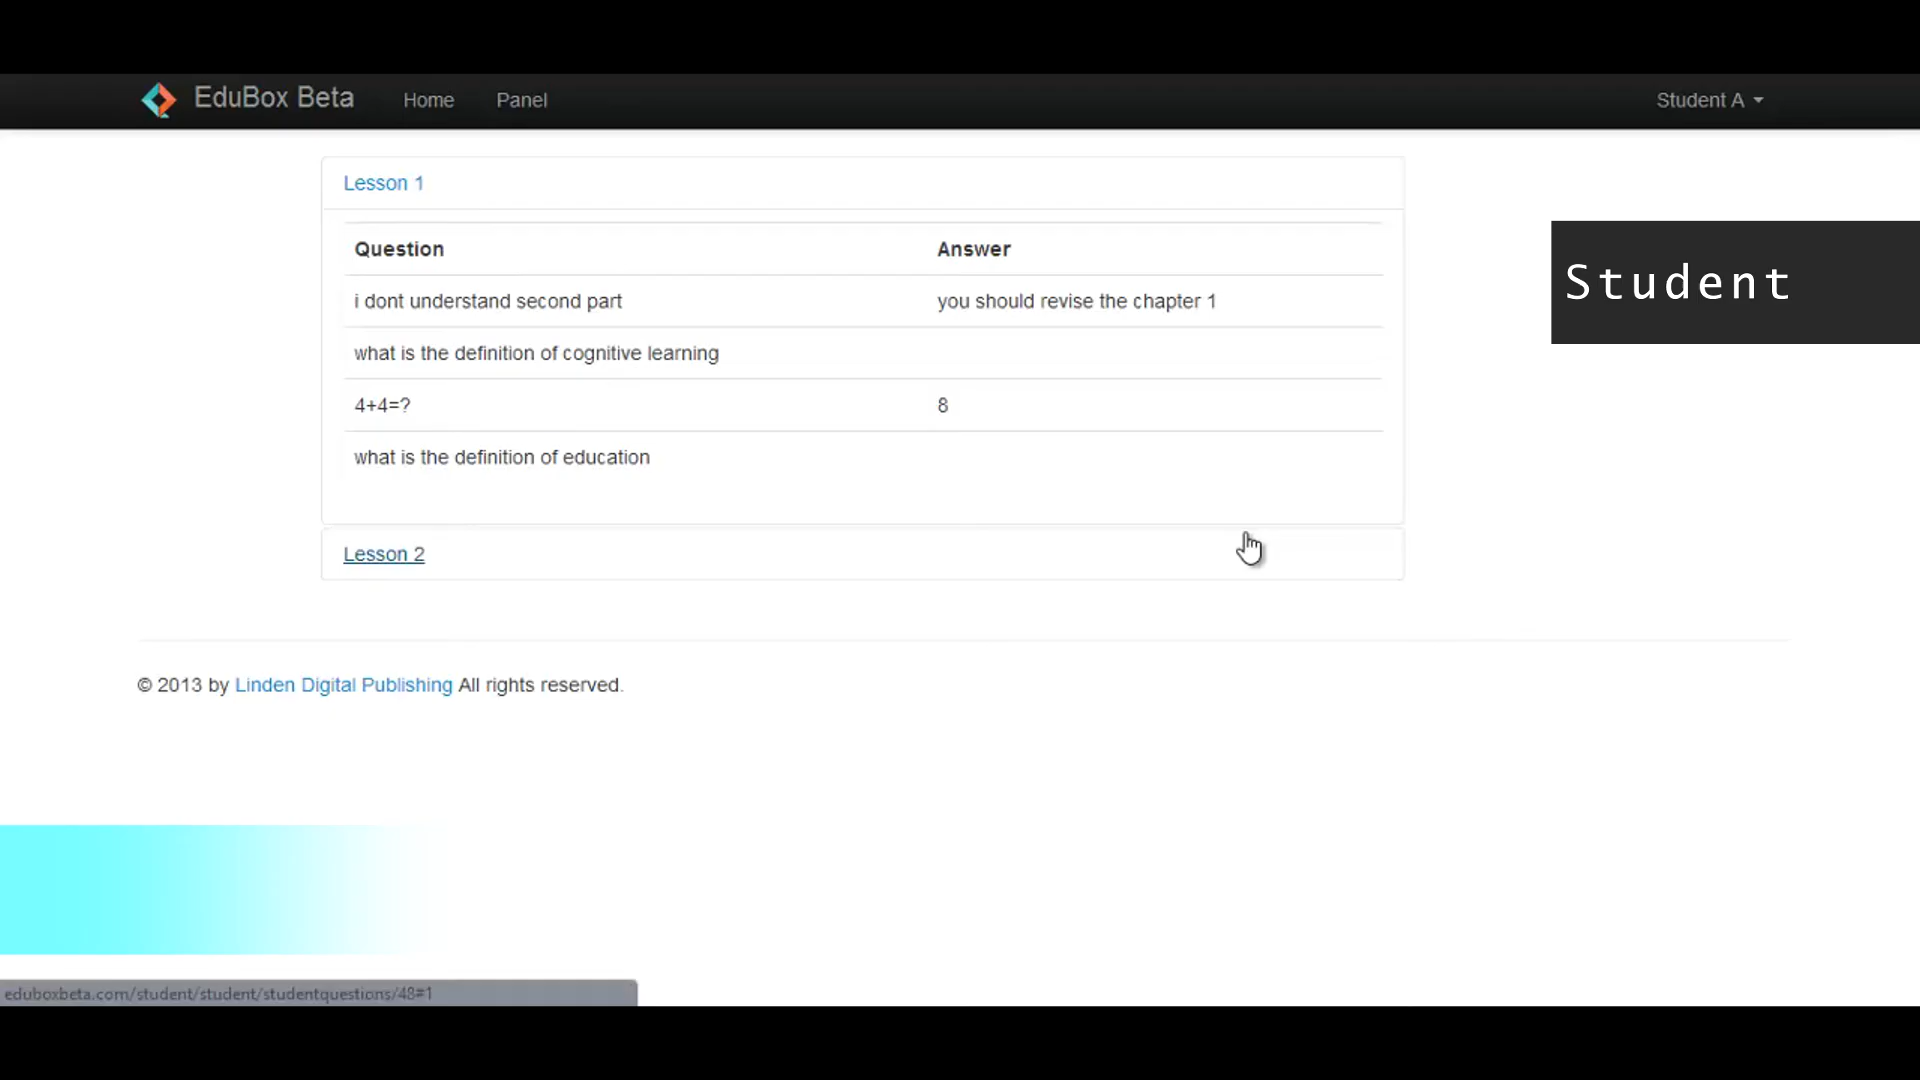 EduBox Beta Home Panel Student A
Lesson 1
Student
Question Answer
i dont understand second part you should revise the chapter 1
what is the definition of cognitive learning
4+4=? 8
what is the definition of education
Lesson 2
© 2013 by Linden Digital Publishing All rights reserved.
eduboxbeta.com/student/student/studentquestions/48#1